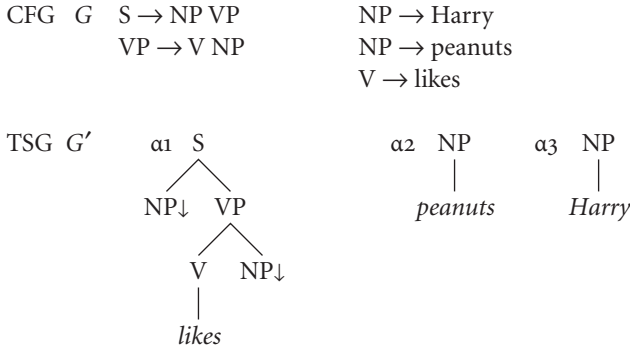 CFG G S → NP VP NP → Harry
VP → V NP NP → peanuts
V → likes
TSG G′ α1 S α2 NP α3 NP
NP↓ VP peanuts Harry
V NP↓
likes